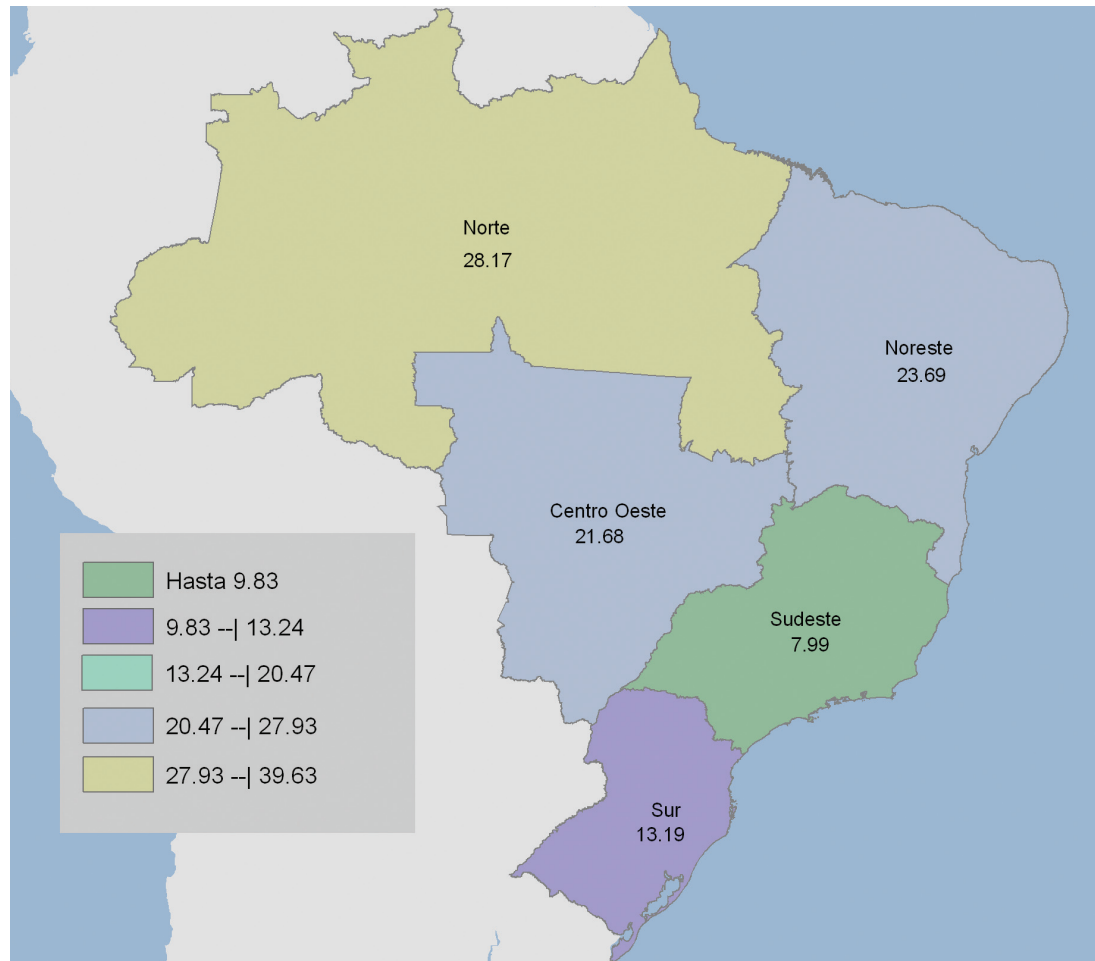 Norte
28.17
Noreste
23.69
Centro Oeste
21.68
Sudeste
7.99
Sur
13.19
Hasta 9.83
9.83 --| 13.24
13.24 --| 20.47
20.47 --| 27.93
27.93 --| 39.63